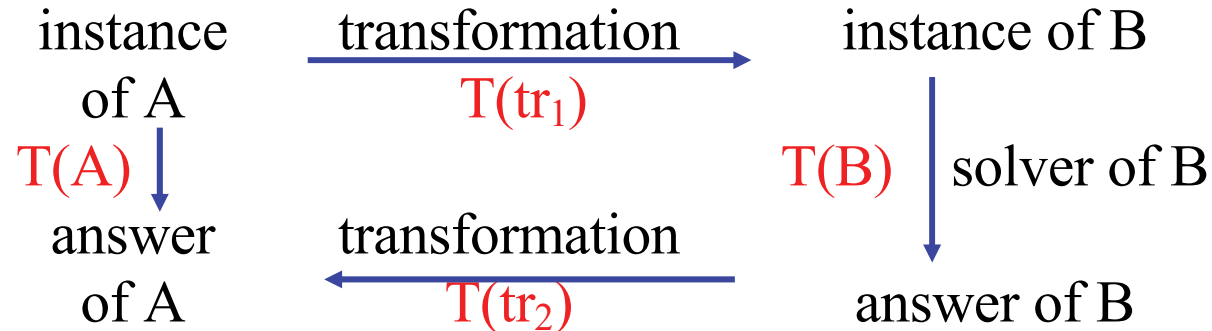 instance transformation instance of B
of A T(tr₁)
T(A) T(B) solver of B
answer transformation
of A T(tr₂) answer of B